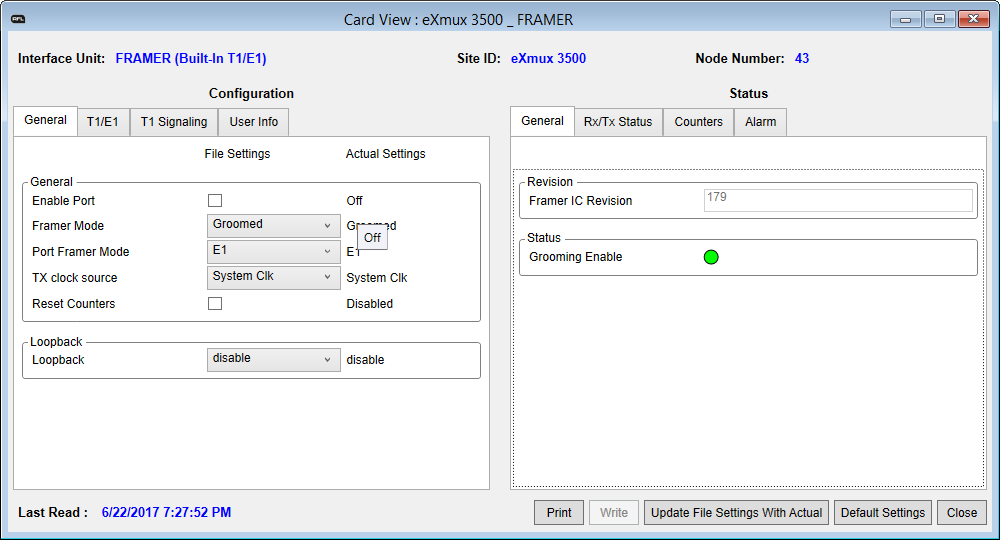 RFL
Card View : eXmux 3500 _ FRAMER
Interface Unit: FRAMER (Built-In T1/E1) Site ID: eXmux 3500 Node Number: 43
Configuration
General T1/E1 T1 Signaling User Info
File Settings Actual Settings
General
Enable Port Off
Framer Mode Groomed Groomed
Off
Port Framer Mode E1 E1
TX clock source System Clk System Clk
Reset Counters Disabled
Loopback
Loopback disable disable
Status
General Rx/Tx Status Counters Alarm
Revision
Framer IC Revision 179
Status
Grooming Enable
Last Read : 6/22/2017 7:27:52 PM
Print Write Update File Settings With Actual Default Settings Close